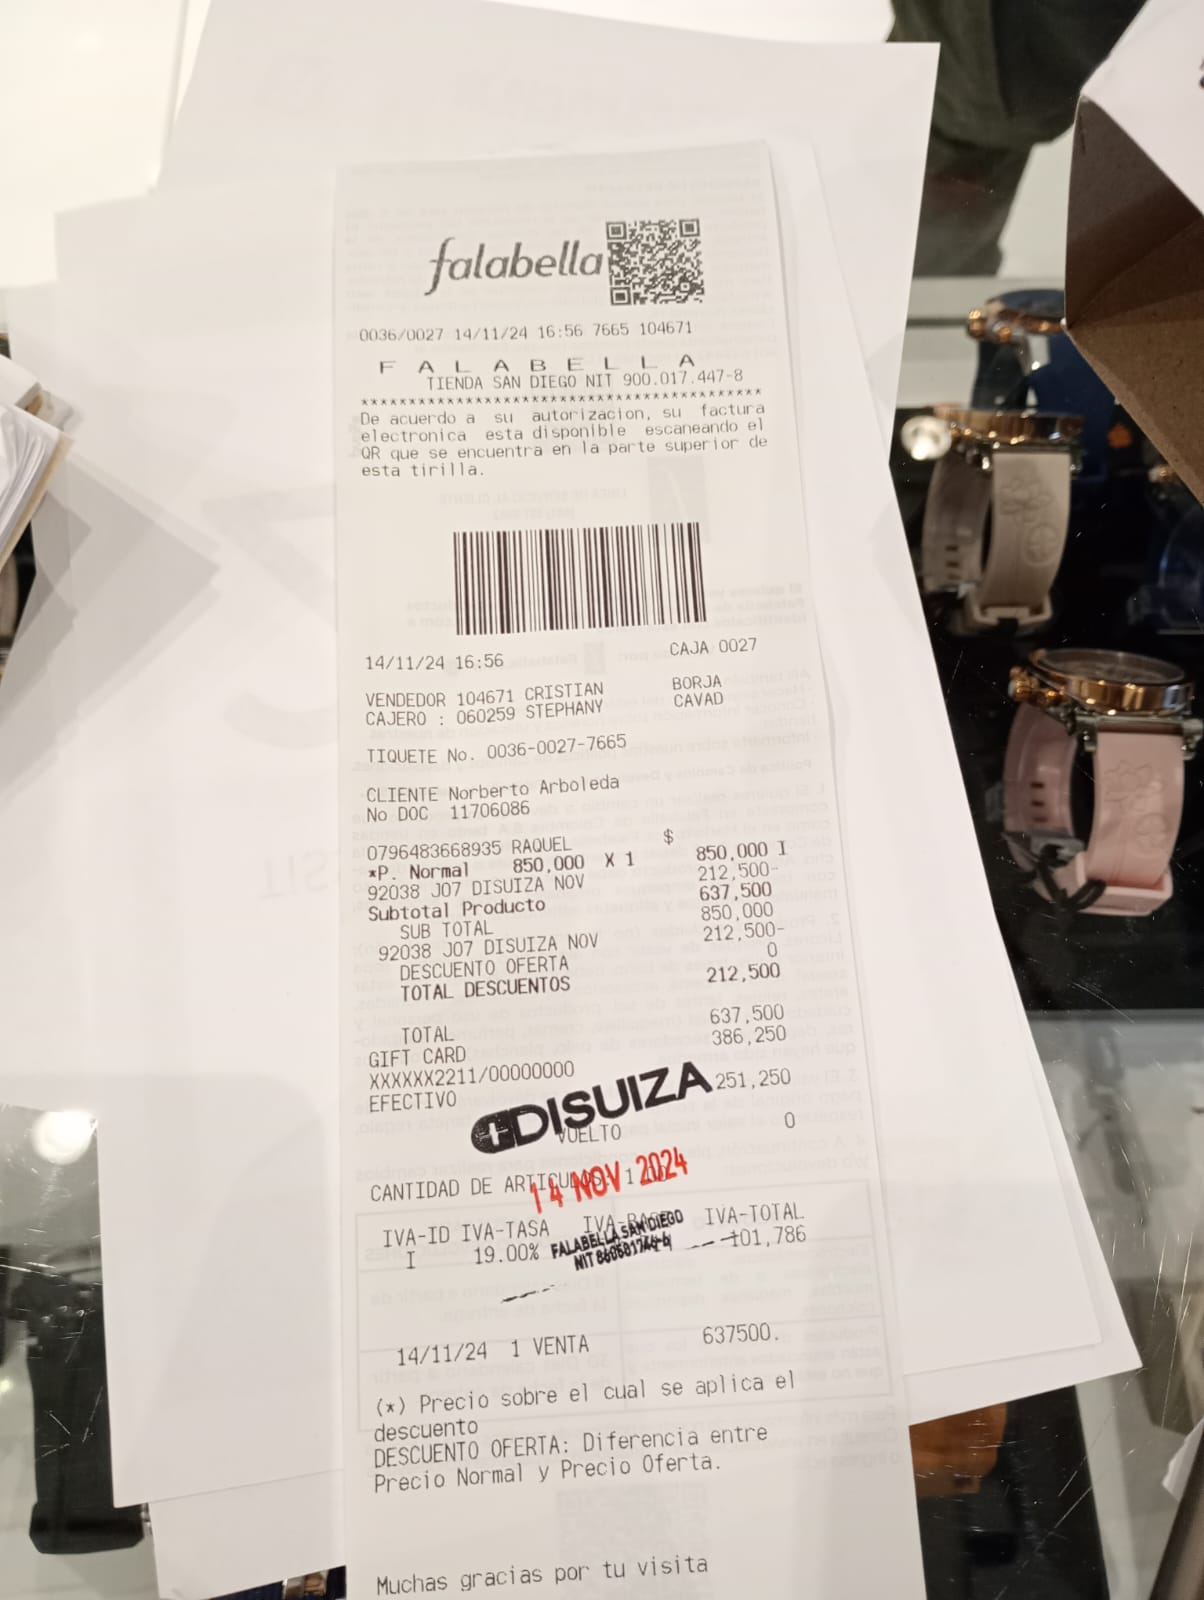 falabella
0036/0027 14/11/24 16:56 7665 104671
F A L A B E L L A
TIENDA SAN DIEGO NIT 900.017.447-8
******************************************
De acuerdo a su autorizacion, su factura
electronica esta disponible escaneando el
QR que se encuentra en la parte superior de
esta tirilla.
14/11/24 16:56 CAJA 0027
VENDEDOR 104671 CRISTIAN BORJA
CAJERO : 060259 STEPHANY CAVAD
TIQUETE No. 0036-0027-7665
CLIENTE Norberto Arboleda
No DOC 11706086
$
0796483668935 RAQUEL
*P. Normal 850,000 X 1 850,000 I
92038 J07 DISUIZA NOV 212,500-
Subtotal Producto 637,500
SUB TOTAL 850,000
92038 J07 DISUIZA NOV 212,500-
DESCUENTO OFERTA 0
TOTAL DESCUENTOS 212,500
TOTAL 637,500
GIFT CARD 386,250
XXXXXX2211/00000000
EFECTIVO 251,250
DISUIZA
VUELTO 0
CANTIDAD DE ARTICULOS: 1
14 NOV 2024
IVA-ID IVA-TASA IVA-BASE IVA-TOTAL
I 19.00% 101,786
FALABELLA SAN DIEGO
NIT
14/11/24 1 VENTA 637500.
(*) Precio sobre el cual se aplica el
descuento
DESCUENTO OFERTA: Diferencia entre
Precio Normal y Precio Oferta.
Muchas gracias por tu visita